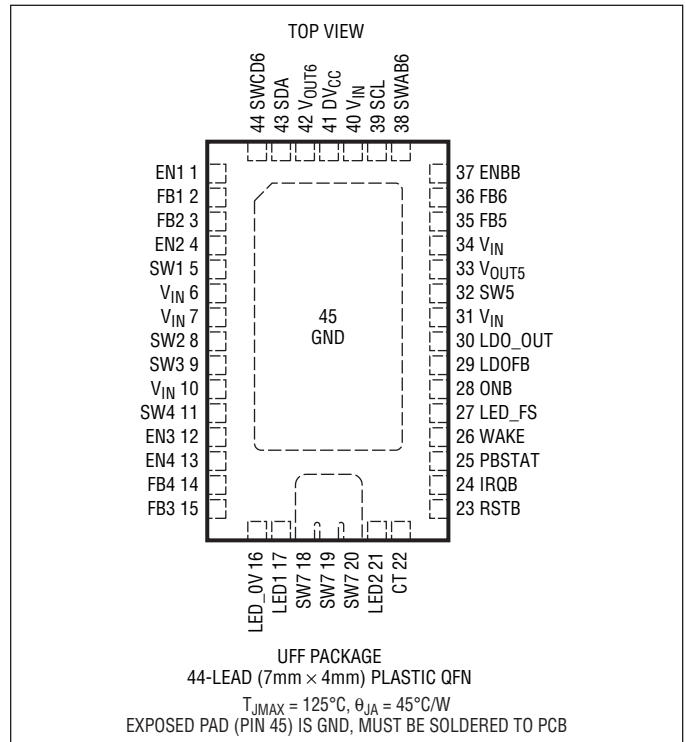 TOP VIEW
44 SWCD6
43 SDA
42 VOUT6
41 DVCC
40 VIN
39 SCL
38 SWAB6
EN1 1
FB1 2
FB2 3
EN2 4
SW1 5
VIN 6
VIN 7
SW2 8
SW3 9
VIN 10
SW4 11
EN3 12
EN4 13
FB4 14
FB3 15
45
GND
37 ENBB
36 FB6
35 FB5
34 VIN
33 VOUT5
32 SW5
31 VIN
30 LDO_OUT
29 LDOFB
28 ONB
27 LED_FS
26 WAKE
25 PBSTAT
24 IRQB
23 RSTB
LED_OV 16
LED1 17
SW7 18
SW7 19
SW7 20
LED2 21
CT 22
UFF PACKAGE
44-LEAD (7mm × 4mm) PLASTIC QFN
TJMAX = 125°C, θJA = 45°C/W
EXPOSED PAD (PIN 45) IS GND, MUST BE SOLDERED TO PCB